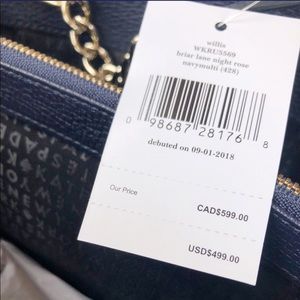 willis
WKRU5569
briar lane night rose
navymulti (428)
0 98687 28176 8
debuted on 09-01-2018
Our Price
CAD$599.00
USD$499.00